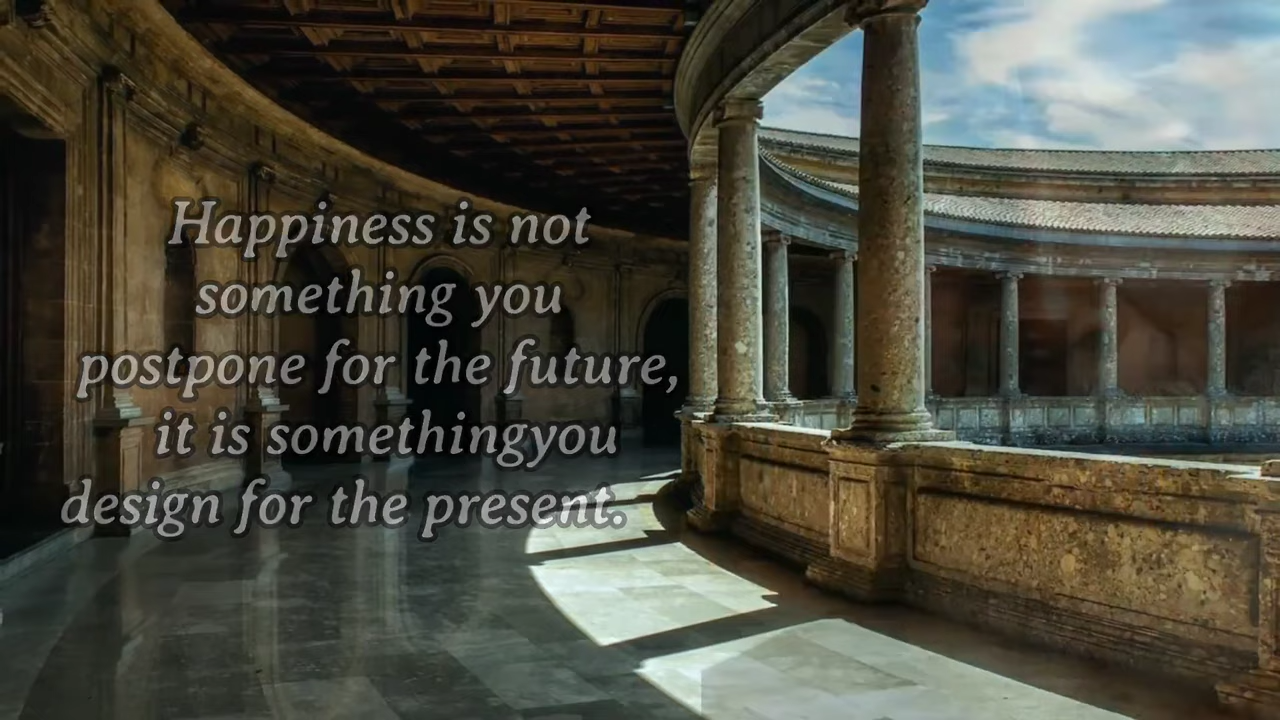 Happiness is not
something you
postpone for the future,
it is somethingyou
design for the present.